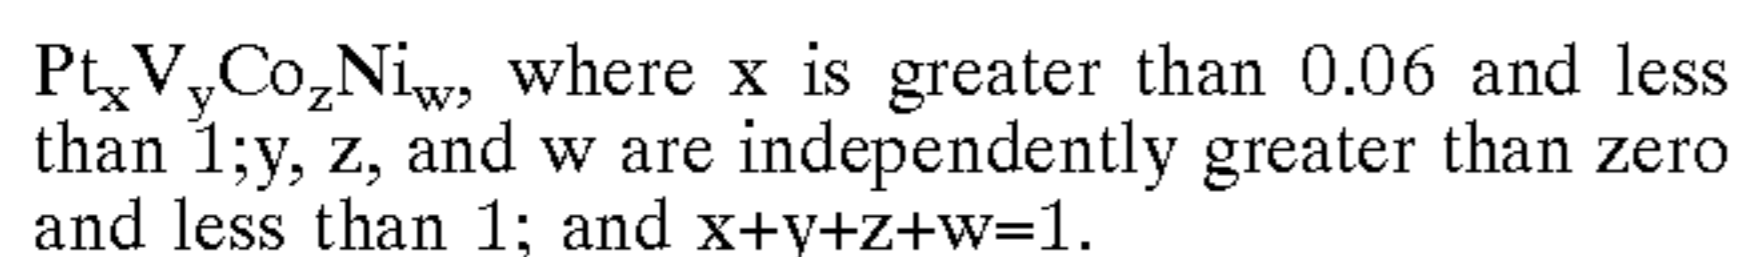 PtₓVᵧCo₂Niw, where x is greater than 0.06 and less
than 1;y, z, and w are independently greater than zero
and less than 1; and x+y+z+w=1.